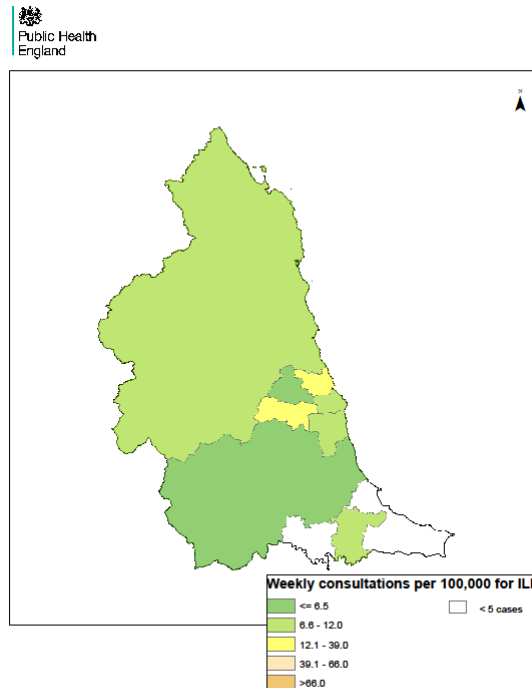 Public Health
England
N
Weekly consultations per 100,000 for ILI
<= 6.5
< 5 cases
6.6 - 12.0
12.1 - 39.0
39.1 - 66.0
>66.0